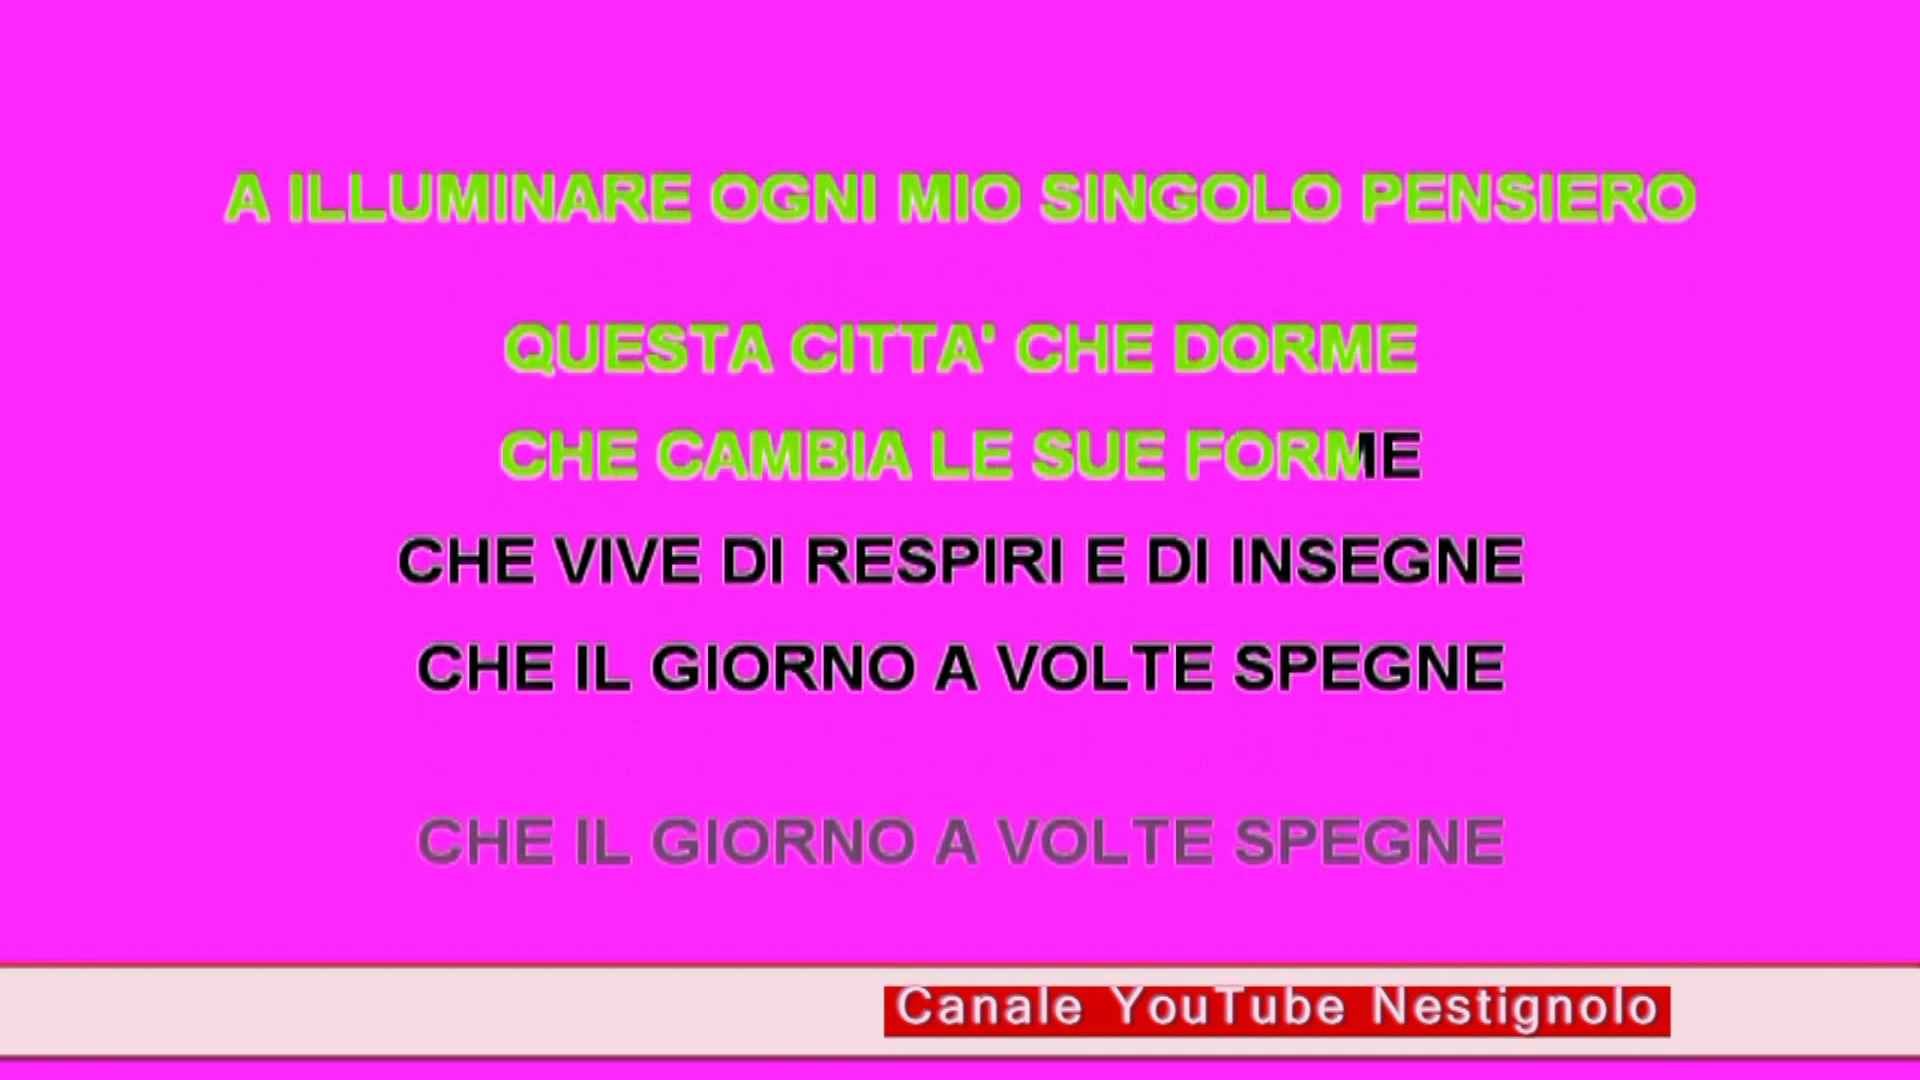 A ILLUMINARE OGNI MIO SINGOLO PENSIERO
QUESTA CITTA' CHE DORME
CHE CAMBIA LE SUE FORME
CHE VIVE DI RESPIRI E DI INSEGNE
CHE IL GIORNO A VOLTE SPEGNE
CHE IL GIORNO A VOLTE SPEGNE
Canale YouTube Nestignolo